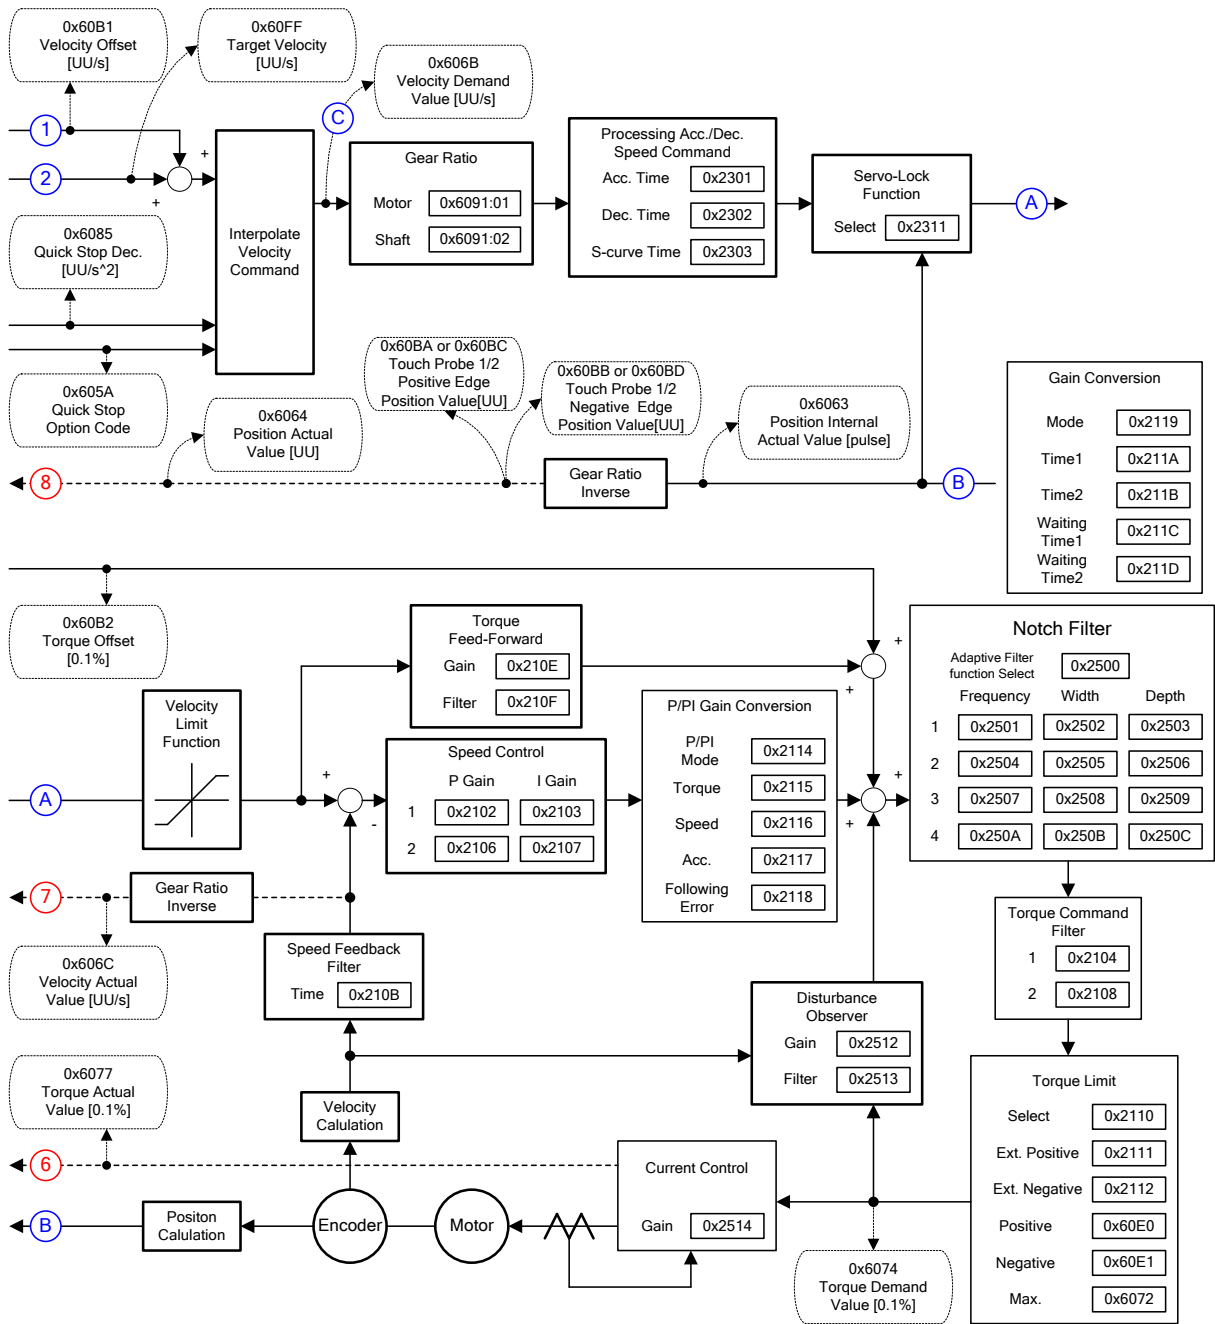 0x60B1
Velocity Offset
[UU/s]
0x60FF
Target Velocity
[UU/s]
0x606B
Velocity Demand
Value [UU/s]
1
2
C
+
+
Interpolate
Velocity
Command
Gear Ratio
Motor 0x6091:01
Shaft 0x6091:02
Processing Acc./Dec.
Speed Command
Acc. Time 0x2301
Dec. Time 0x2302
S-curve Time 0x2303
Servo-Lock
Function
Select 0x2311
A
0x6085
Quick Stop Dec.
[UU/s^2]
0x605A
Quick Stop
Option Code
0x6064
Position Actual
Value [UU]
0x60BA or 0x60BC
Touch Probe 1/2
Positive Edge
Position Value[UU]
0x60BB or 0x60BD
Touch Probe 1/2
Negative Edge
Position Value[UU]
0x6063
Position Internal
Actual Value [pulse]
8
Gear Ratio
Inverse
B
Gain Conversion
Mode 0x2119
Time1 0x211A
Time2 0x211B
Waiting
Time1 0x211C
Waiting
Time2 0x211D
0x60B2
Torque Offset
[0.1%]
Torque
Feed-Forward
Gain 0x210E
Filter 0x210F
+
+
Notch Filter
Adaptive Filter
function Select 0x2500
Frequency Width Depth
1 0x2501 0x2502 0x2503
2 0x2504 0x2505 0x2506
3 0x2507 0x2508 0x2509
4 0x250A 0x250B 0x250C
A
Velocity
Limit
Function
+
-
Speed Control
P Gain I Gain
1 0x2102 0x2103
2 0x2106 0x2107
P/PI Gain Conversion
P/PI
Mode 0x2114
Torque 0x2115
Speed 0x2116
Acc. 0x2117
Following
Error 0x2118
+
+
7
Gear Ratio
Inverse
0x606C
Velocity Actual
Value [UU/s]
Speed Feedback
Filter
Time 0x210B
Torque Command
Filter
1 0x2104
2 0x2108
Disturbance
Observer
Gain 0x2512
Filter 0x2513
0x6077
Torque Actual
Value [0.1%]
Velocity
Calulation
6
Current Control
Gain 0x2514
Torque Limit
Select 0x2110
Ext. Positive 0x2111
Ext. Negative 0x2112
Positive 0x60E0
Negative 0x60E1
Max. 0x6072
B
Positon
Calulation
Encoder
Motor
0x6074
Torque Demand
Value [0.1%]